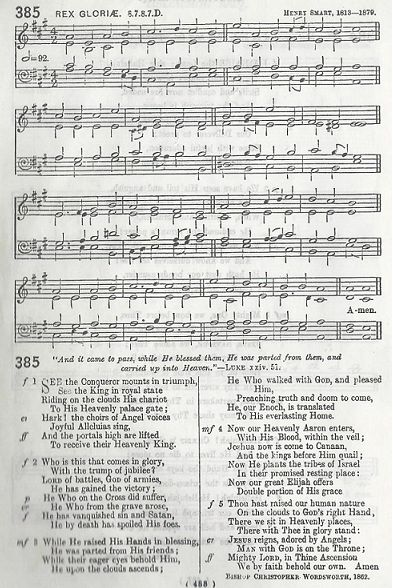 385 REX GLORIÆ. 8.7.8.7.D. HENRY SMART, 1813—1879.
=92.
A-men.
385
"And it came to pass, while He blessed them, He was parted from them, and
carried up into Heaven."—LUKE xxiv. 51.
f 1 SEE the Conqueror mounts in triumph,
See the King in royal state
Riding on the clouds His chariot
To His Heavenly palace gate;
cr Hark! the choirs of Angel voices
Joyful Alleluias sing,
ff And the portals high are lifted
To receive their Heavenly King.
f 2 Who is this that comes in glory,
With the trump of jubilee?
Lord of battles, God of armies,
He has gained the victory;
p He Who on the Cross did suffer,
cr He Who from the grave arose,
f He has vanquished sin and Satan,
He by death has spoiled His foes.
mf 3 While He raised His Hands in blessing,
He was parted from His friends;
While their eager eyes behold Him,
He upon the clouds ascends;
He Who walked with God, and pleased
Him,
Preaching truth and doom to come,
He, our Enoch, is translated
To His everlasting Home.
mf 4 Now our Heavenly Aaron enters,
With His Blood, within the veil;
Joshua now is come to Canaan,
And the kings before Him quail;
Now He plants the tribes of Israel
In their promised resting place;
Now our great Elijah offers
Double portion of His grace
f 5 Thou hast raised our human nature
On the clouds to God's right Hand,
There we sit in Heavenly places,
There with Thee in glory stand:
cr JESUS reigns, adored by Angels;
MAN with God is on the Throne;
ff Mighty LORD, in Thine Ascension
We by faith behold our own. Amen
BISHOP CHRISTOPHER WORDSWORTH, 1862.
( 488 )